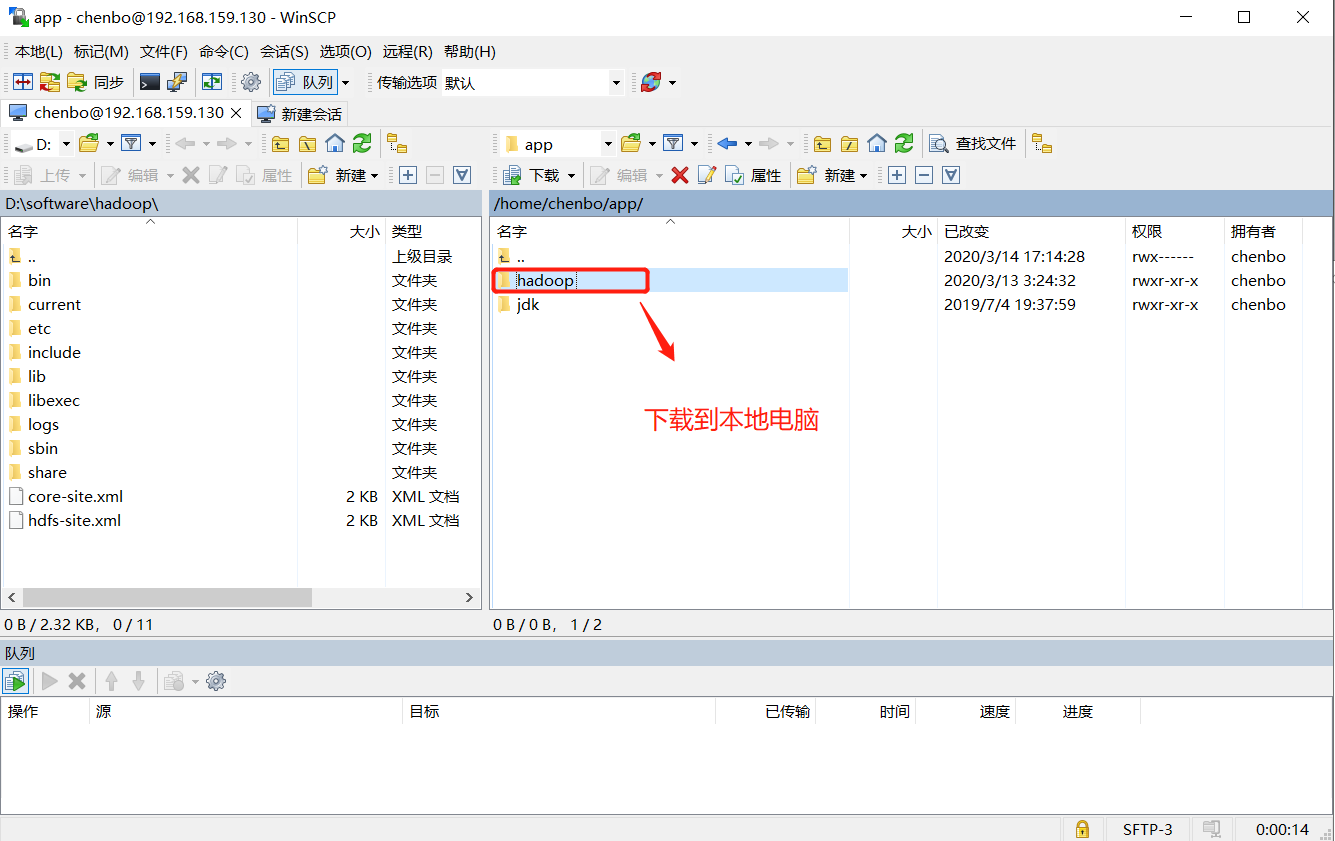 app - chenbo@192.168.159.130 - WinSCP
本地(L) 标记(M) 文件(F) 命令(C) 会话(S) 选项(O) 远程(R) 帮助(H)
同步 队列 传输选项 默认
chenbo@192.168.159.130 新建会话
D: app 查找文件
上传 编辑 属性 新建 下载 编辑 属性 新建
D:\software\hadoop\ /home/chenbo/app/
名字 大小 类型 名字 大小 已改变 权限 拥有者
.. 上级目录 .. 2020/3/14 17:14:28 rwx------ chenbo
bin 文件夹 hadoop 2020/3/13 3:24:32 rwxr-xr-x chenbo
current 文件夹 jdk 2019/7/4 19:37:59 rwxr-xr-x chenbo
etc 文件夹
include 文件夹
lib 文件夹
libexec 文件夹
logs 文件夹
下载到本地电脑
sbin 文件夹
share 文件夹
core-site.xml 2 KB XML 文档
hdfs-site.xml 2 KB XML 文档
0 B / 2.32 KB， 0 / 11 0 B / 0 B， 1 / 2
队列
操作 源 目标 已传输 时间 速度 进度
SFTP-3 0:00:14